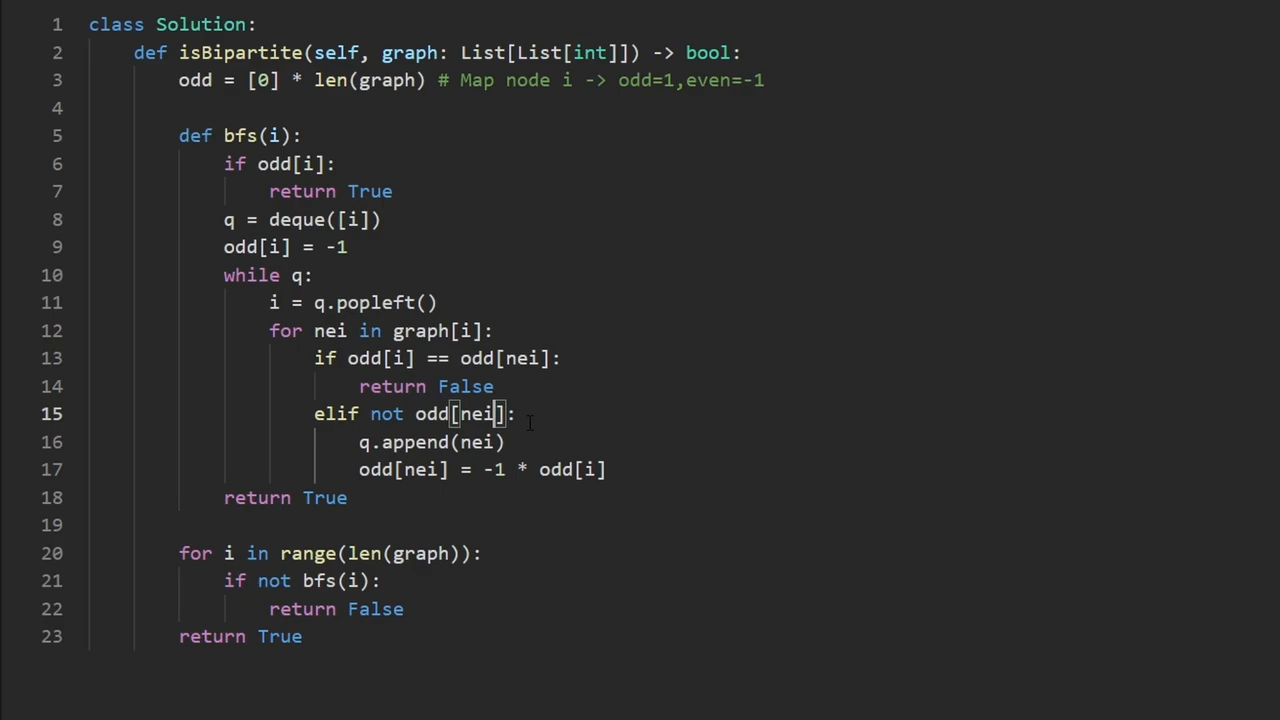 1 class Solution:
2 def isBipartite(self, graph: List[List[int]]) -> bool:
3 odd = [0] * len(graph) # Map node i -> odd=1,even=-1
4
5 def bfs(i):
6 if odd[i]:
7 return True
8 q = deque([i])
9 odd[i] = -1
10 while q:
11 i = q.popleft()
12 for nei in graph[i]:
13 if odd[i] == odd[nei]:
14 return False
15 elif not odd[nei]:
16 q.append(nei)
17 odd[nei] = -1 * odd[i]
18 return True
19
20 for i in range(len(graph)):
21 if not bfs(i):
22 return False
23 return True